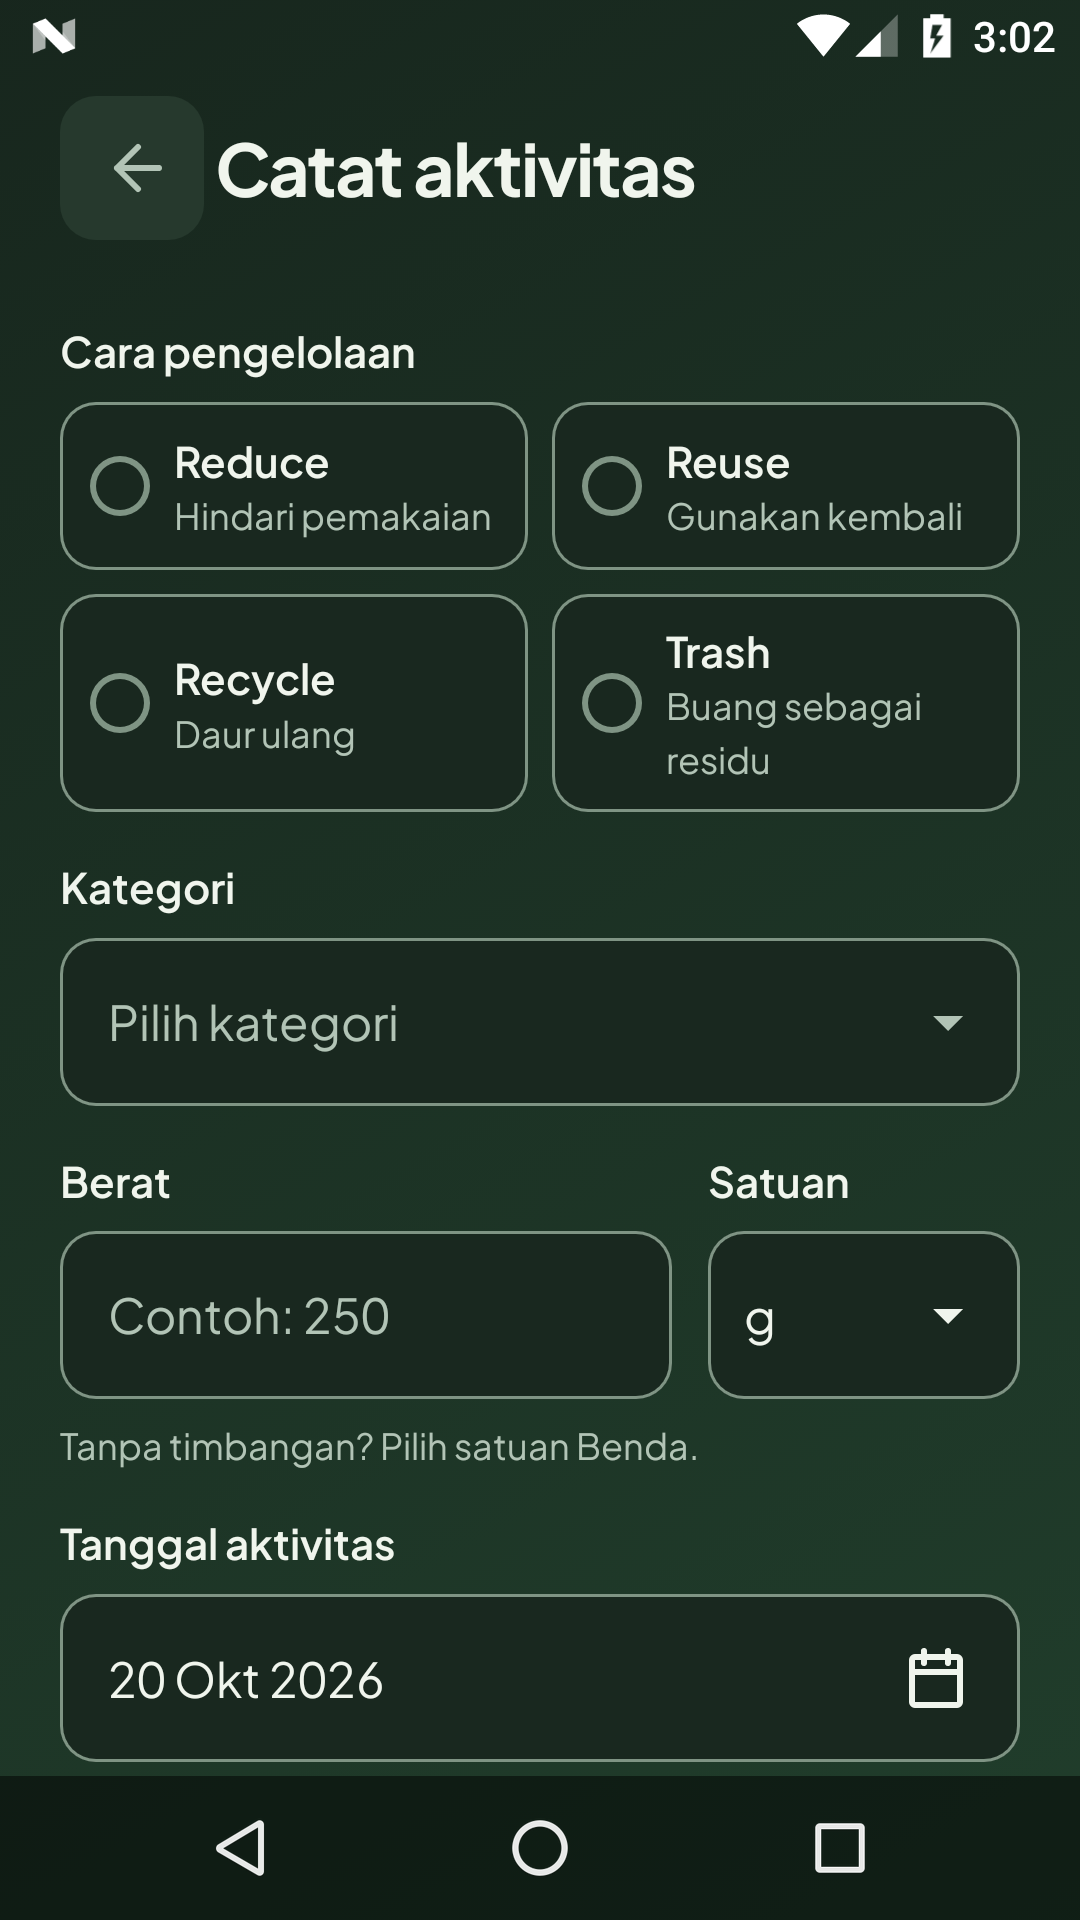 3:02
Catat aktivitas
Cara pengelolaan
Reduce
Hindari pemakaian
Reuse
Gunakan kembali
Recycle
Daur ulang
Trash
Buang sebagai
residu
Kategori
Pilih kategori
Berat
Satuan
Contoh: 250
g
Tanpa timbangan? Pilih satuan Benda.
Tanggal aktivitas
20 Okt 2026